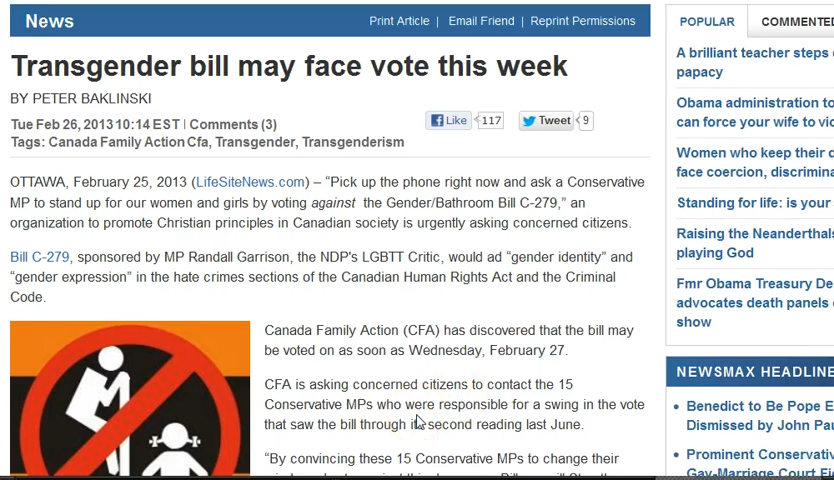 News
Print Article | Email Friend | Reprint Permissions
Transgender bill may face vote this week
BY PETER BAKLINSKI
Tue Feb 26, 2013 10:14 EST | Comments (3)
Like 117 Tweet 9
Tags: Canada Family Action Cfa, Transgender, Transgenderism
OTTAWA, February 25, 2013 (LifeSiteNews.com) – “Pick up the phone right now and ask a Conservative
MP to stand up for our women and girls by voting against the Gender/Bathroom Bill C-279,” an
organization to promote Christian principles in Canadian society is urgently asking concerned citizens.
Bill C-279, sponsored by MP Randall Garrison, the NDP's LGBTT Critic, would ad “gender identity” and
“gender expression” in the hate crimes sections of the Canadian Human Rights Act and the Criminal
Code.
Canada Family Action (CFA) has discovered that the bill may
be voted on as soon as Wednesday, February 27.
CFA is asking concerned citizens to contact the 15
Conservative MPs who were responsible for a swing in the vote
that saw the bill through its second reading last June.
“By convincing these 15 Conservative MPs to change their
POPULAR COMMENTED
A brilliant teacher steps
papacy
Obama administration to
can force your wife to
Women who keep their
face coercion,
Standing for life: is your
Raising the Neanderthals
playing God
Fmr Obama Treasury
advocates death panels
show
NEWSMAX HEADLINE
Benedict to Be Pope
Dismissed by John
Prominent
Gay-Marriage Court